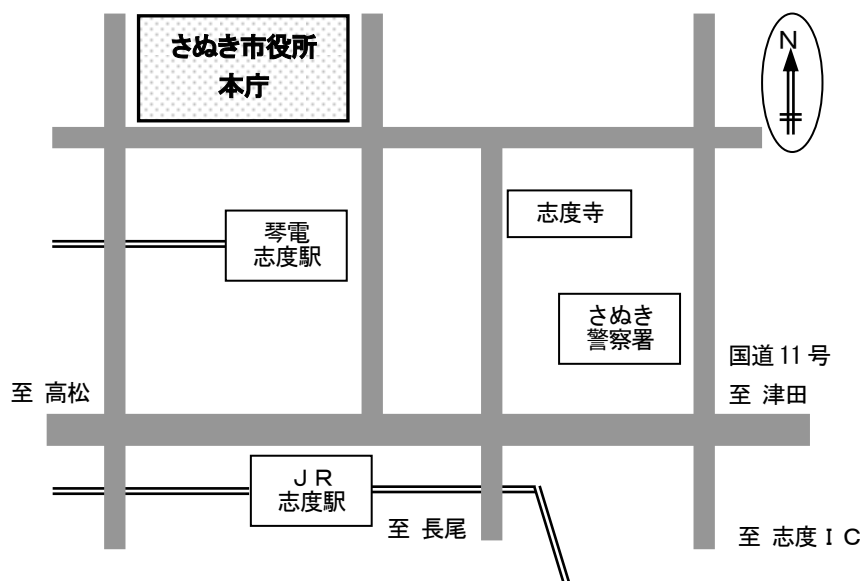 さぬき市役所
本庁
N
志度寺
琴電
志度駅
さぬき
警察署
国道11号
至 高松
至 津田
ＪＲ
志度駅
至 長尾
至 志度ＩＣ